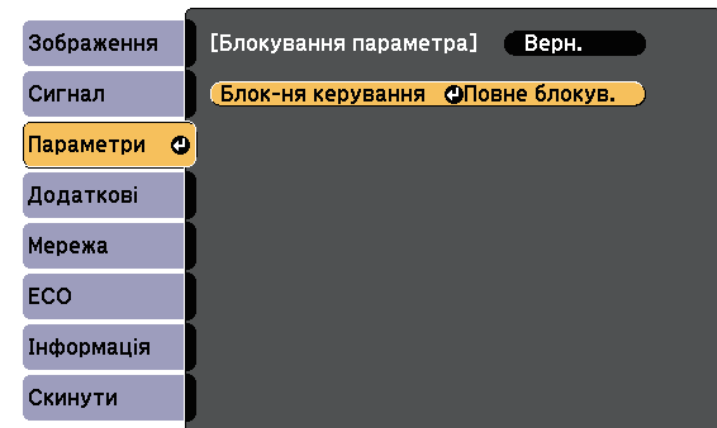 Зображення
Сигнал
Параметри
Додаткові
Мережа
ECO
Інформація
Скинути
[Блокування параметра] Верн.
Блок-ня керування Повне блокув.